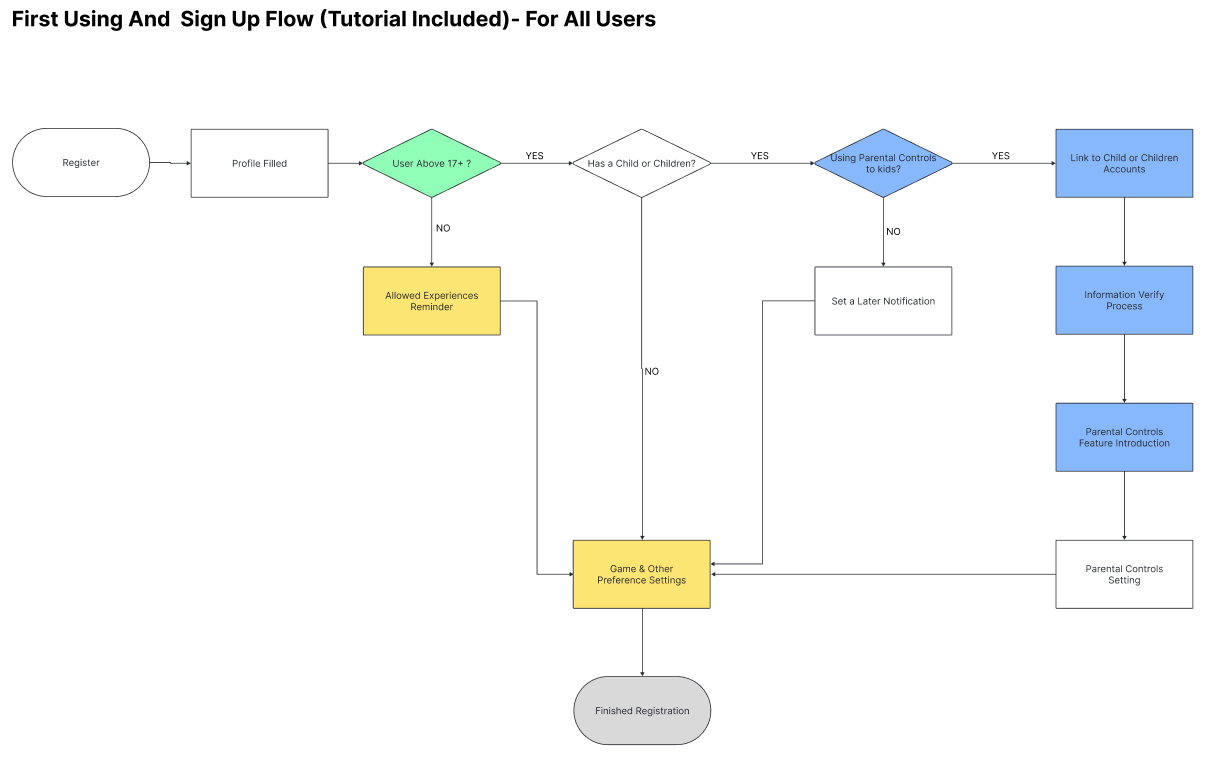 First Using And  Sign Up Flow (Tutorial Included)- For All Users
Register
Profile Filled
User Above 17+ ?
YES
Has a Child or Children?
YES
Using Parental Controls
to kids?
YES
Link to Child or Children
Accounts
NO
NO
Allowed Experiences
Reminder
Set a Later Notification
Information Verify
Process
NO
Parental Controls
Feature Introduction
Game & Other
Preference Settings
Parental Controls
Setting
Finished Registration